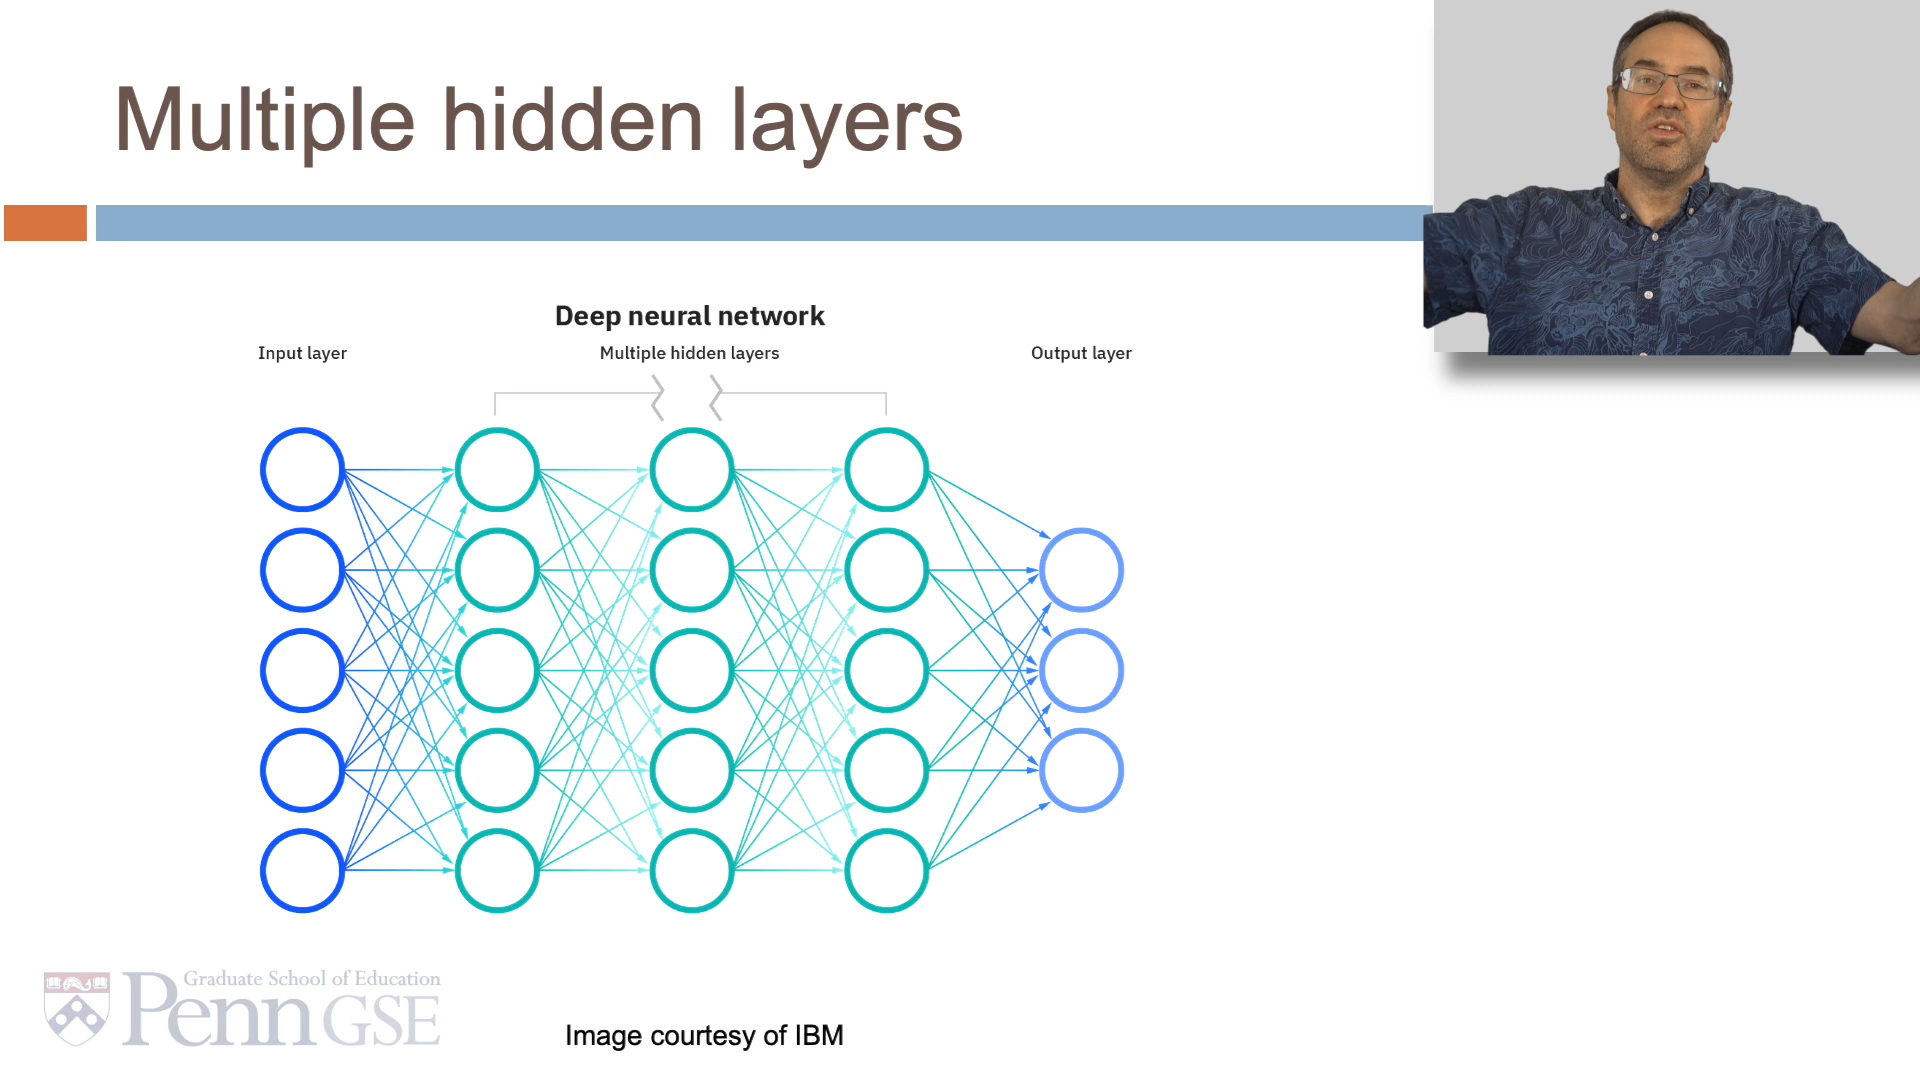 Multiple hidden layers
Deep neural network
Input layer
Multiple hidden layers
Output layer
Graduate School of Education
Penn GSE
Image courtesy of IBM